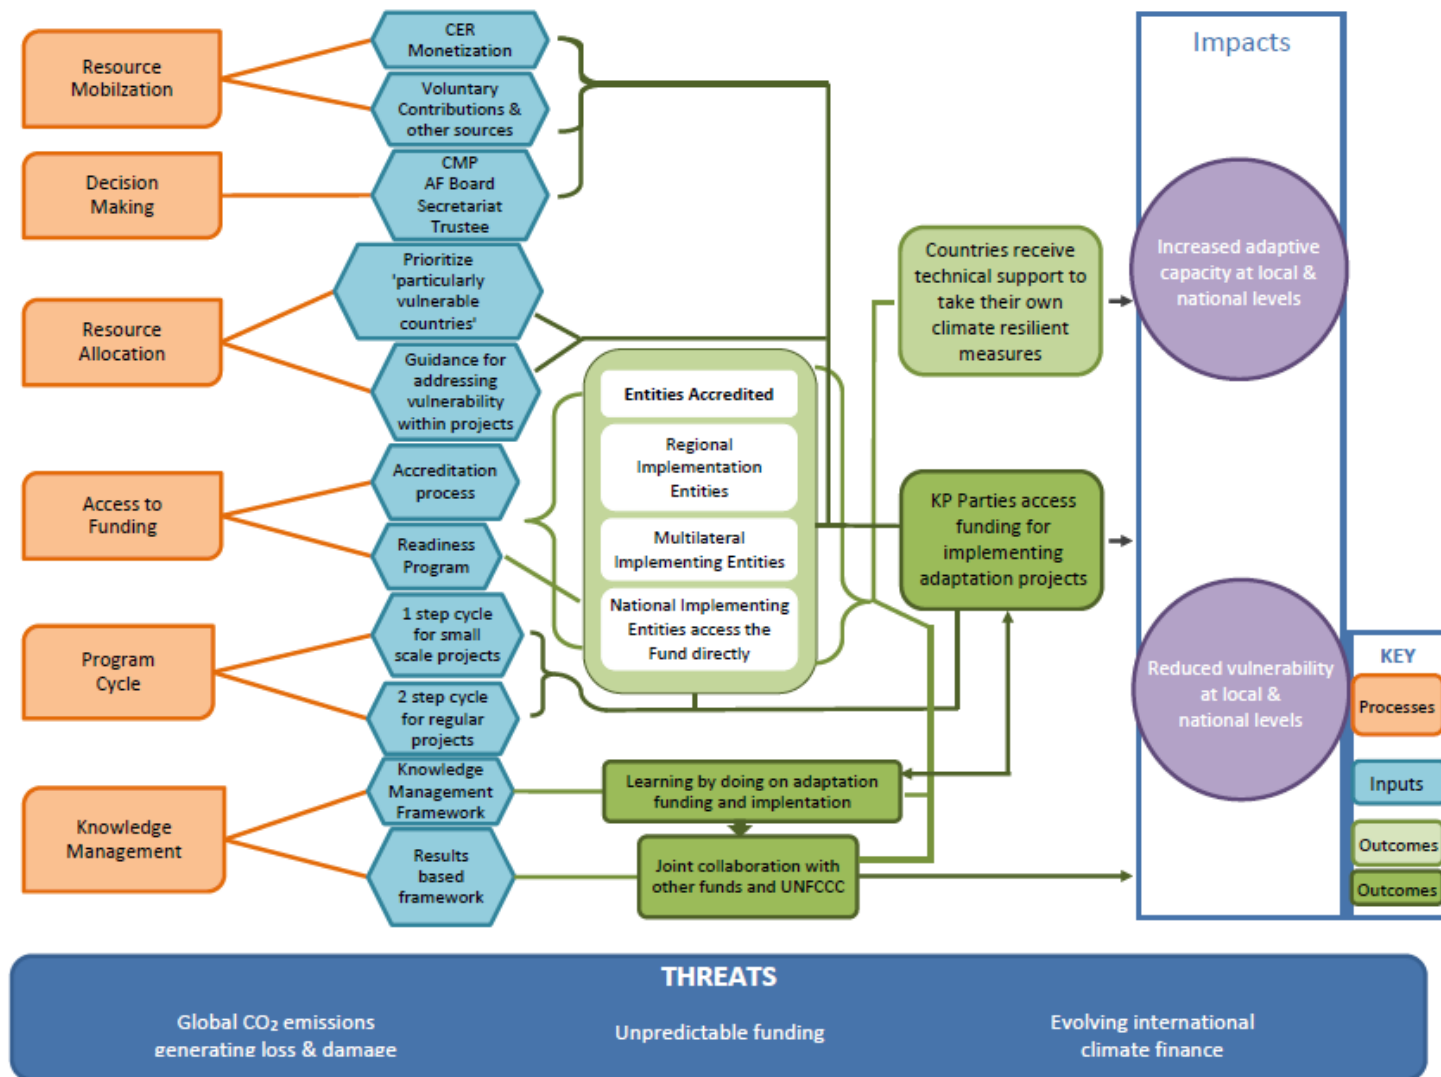 Resource
Mobilzation
CER
Monetization
Voluntary
Contributions &
other sources
Decision
Making
CMP
AF Board
Secretariat
Trustee
Resource
Allocation
Prioritize
'particularly
vulnerable
countries'
Guidance for
addressing
vulnerability
within projects
Access to
Funding
Accreditation
process
Readiness
Program
Program
Cycle
1 step cycle
for small
scale projects
2 step cycle
for regular
projects
Knowledge
Management
Knowledge
Management
Framework
Results
based
framework
Entities Accredited
Regional
Implementation
Entities
Multilateral
Implementing Entities
National Implementing
Entities access the
Fund directly
Learning by doing on adaptation
funding and implentation
Joint collaboration with
other funds and UNFCCC
Countries receive
technical support to
take their own
climate resilient
measures
KP Parties access
funding for
implementing
adaptation projects
Impacts
Increased adaptive
capacity at local &
national levels
Reduced vulnerability
at local &
national levels
KEY
Processes
Inputs
Outcomes
Outcomes
THREATS
Global CO₂ emissions
generating loss & damage
Unpredictable funding
Evolving international
climate finance